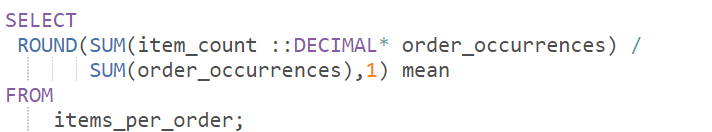 SELECT
ROUND(SUM(item_count ::DECIMAL* order_occurrences) /
SUM(order_occurrences),1) mean
FROM
items_per_order;